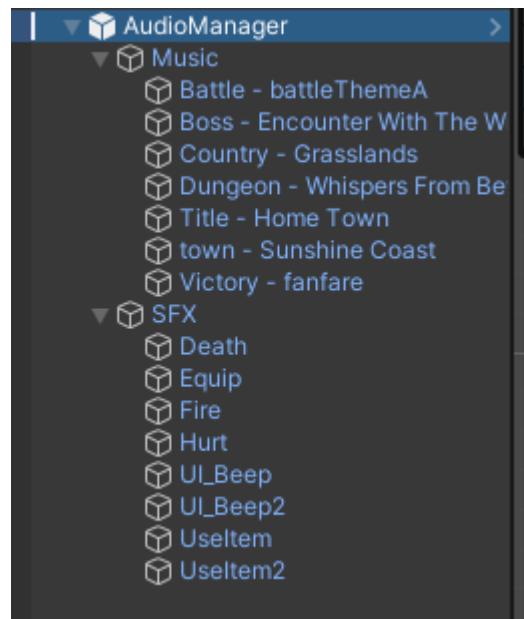 AudioManager
Music
Battle - battleThemeA
Boss - Encounter With The W
Country - Grasslands
Dungeon - Whispers From Be
Title - Home Town
town - Sunshine Coast
Victory - fanfare
SFX
Death
Equip
Fire
Hurt
UI_Beep
UI_Beep2
UseItem
UseItem2